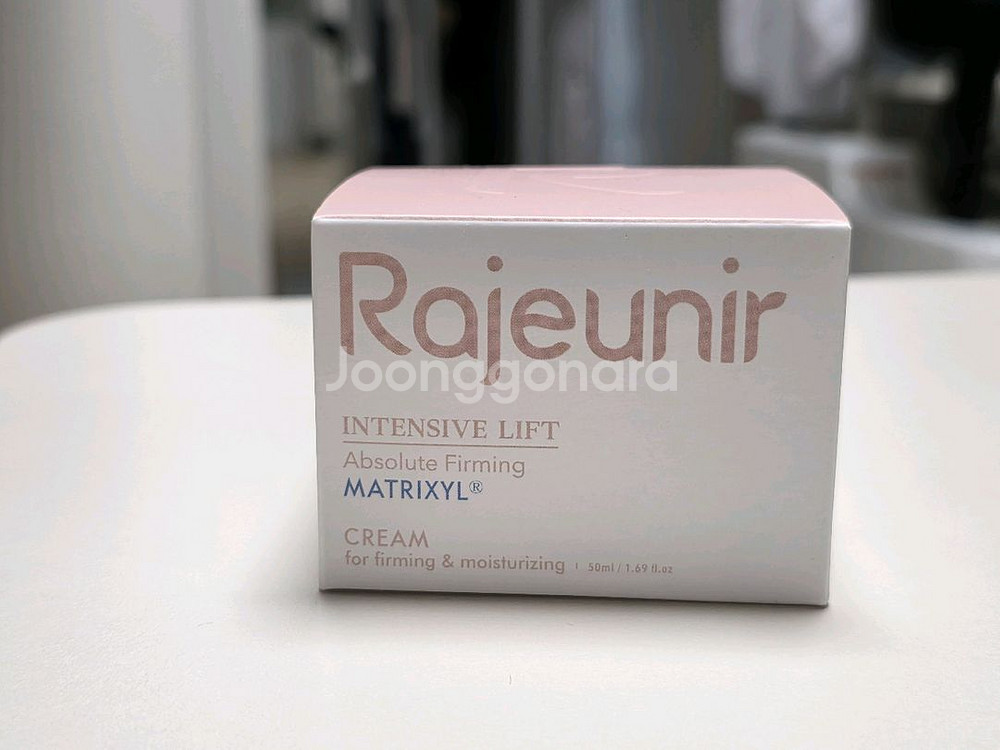 Rajeunir
Joonggonara
INTENSIVE LIFT
Absolute Firming
MATRIXYL®
CREAM
for firming & moisturizing | 50ml / 1.69 fl.oz